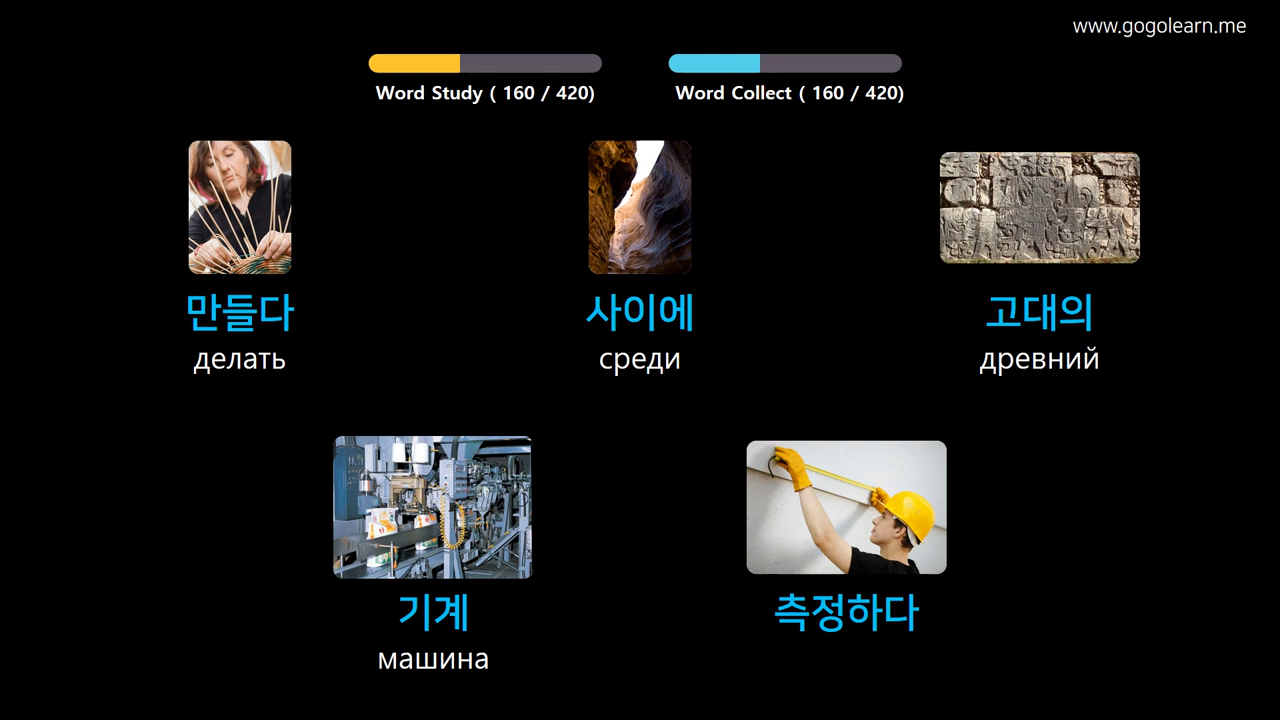 www.gogolearn.me
Word Study ( 160 / 420)
Word Collect ( 160 / 420)
만들다
делать
사이에
среди
고대의
древний
기계
машина
측정하다